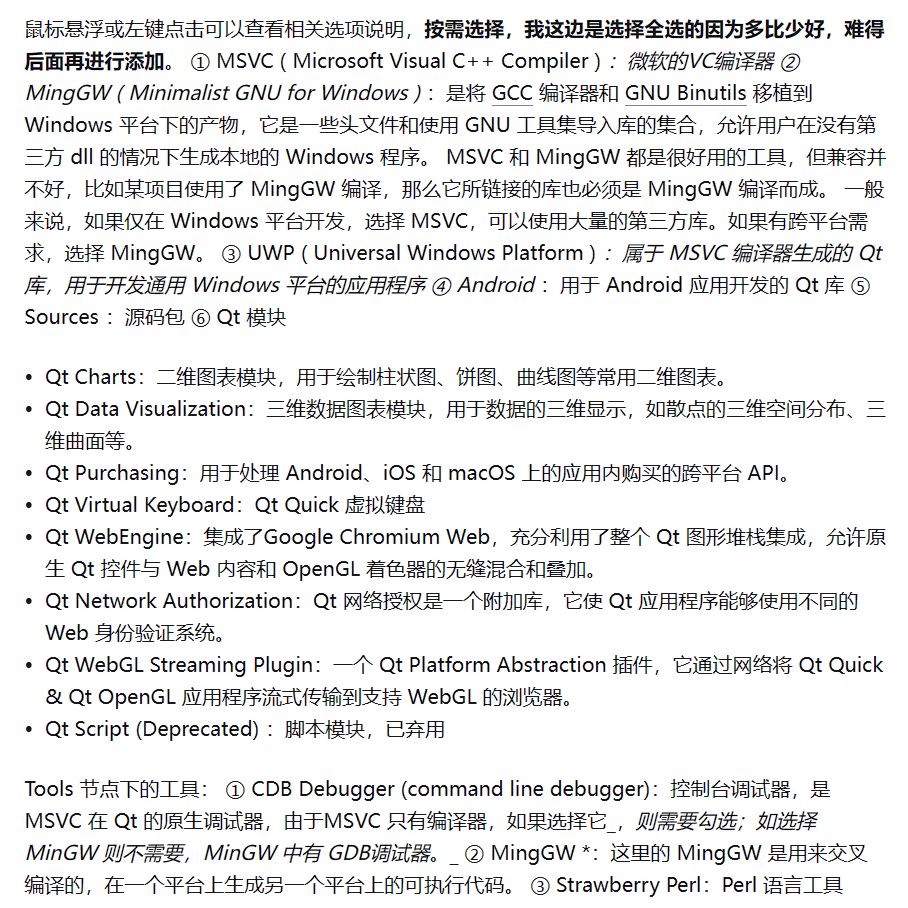 鼠标悬浮或左键点击可以查看相关选项说明，按需选择，我这边是选择全选的因为多比少好，难得
后面再进行添加。 ① MSVC ( Microsoft Visual C++ Compiler ) ：微软的VC编译器 ②
MingGW ( Minimalist GNU for Windows ) ：是将 GCC 编译器和 GNU Binutils 移植到
Windows 平台下的产物，它是一些头文件和使用 GNU 工具集导入库的集合，允许用户在没有第
三方 dll 的情况下生成本地的 Windows 程序。 MSVC 和 MingGW 都是很好用的工具，但兼容并
不好，比如某项目使用了 MingGW 编译，那么它所链接的库也必须是 MingGW 编译而成。 一般
来说，如果仅在 Windows 平台开发，选择 MSVC，可以使用大量的第三方库。如果有跨平台需
求，选择 MingGW。 ③ UWP ( Universal Windows Platform ) ：属于 MSVC 编译器生成的 Qt
库，用于开发通用 Windows 平台的应用程序 ④ Android ：用于 Android 应用开发的 Qt 库 ⑤
Sources ：源码包 ⑥ Qt 模块
• Qt Charts：二维图表模块，用于绘制柱状图、饼图、曲线图等常用二维图表。
• Qt Data Visualization：三维数据图表模块，用于数据的三维显示，如散点的三维空间分布、三
维曲面等。
• Qt Purchasing：用于处理 Android、iOS 和 macOS 上的应用内购买的跨平台 API。
• Qt Virtual Keyboard：Qt Quick 虚拟键盘
• Qt WebEngine：集成了Google Chromium Web，充分利用了整个 Qt 图形堆栈集成，允许原
生 Qt 控件与 Web 内容和 OpenGL 着色器的无缝混合和叠加。
• Qt Network Authorization：Qt 网络授权是一个附加库，它使 Qt 应用程序能够使用不同的
Web 身份验证系统。
• Qt WebGL Streaming Plugin：一个 Qt Platform Abstraction 插件，它通过网络将 Qt Quick
& Qt OpenGL 应用程序流式传输到支持 WebGL 的浏览器。
• Qt Script (Deprecated) ：脚本模块，已弃用
Tools 节点下的工具： ① CDB Debugger (command line debugger)：控制台调试器，是
MSVC 在 Qt 的原生调试器，由于MSVC 只有编译器，如果选择它_，则需要勾选；如选择
MinGW 则不需要，MinGW 中有 GDB调试器。_ ② MingGW *：这里的 MingGW 是用来交叉
编译的，在一个平台上生成另一个平台上的可执行代码。 ③ Strawberry Perl：Perl 语言工具